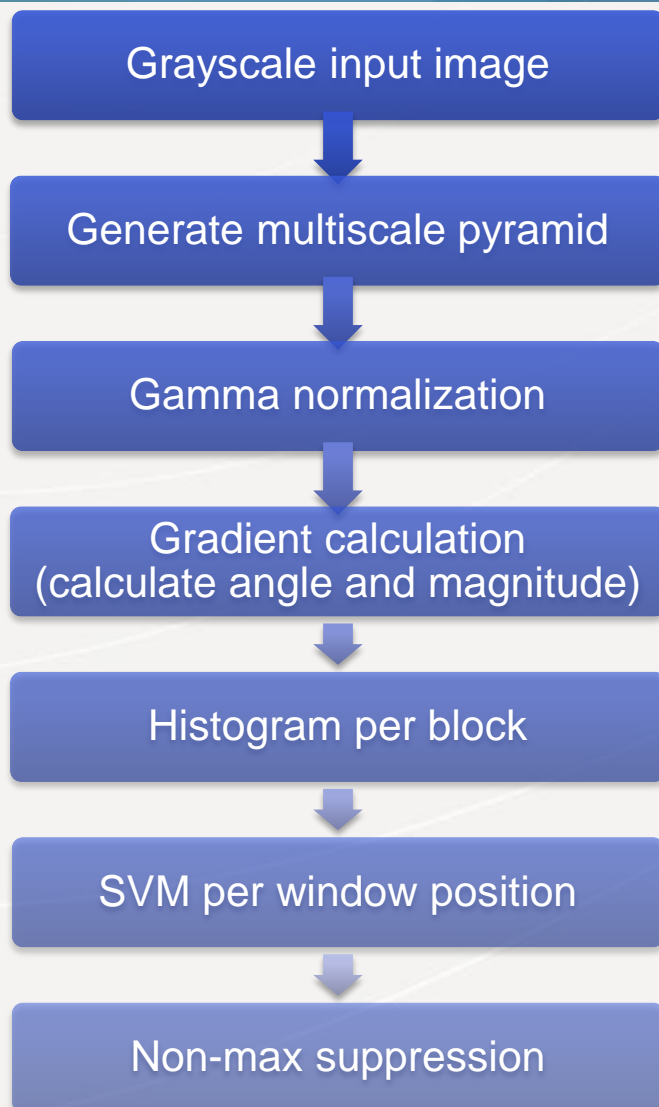 Grayscale input image
Generate multiscale pyramid
Gamma normalization
Gradient calculation
(calculate angle and magnitude)
Histogram per block
SVM per window position
Non-max suppression